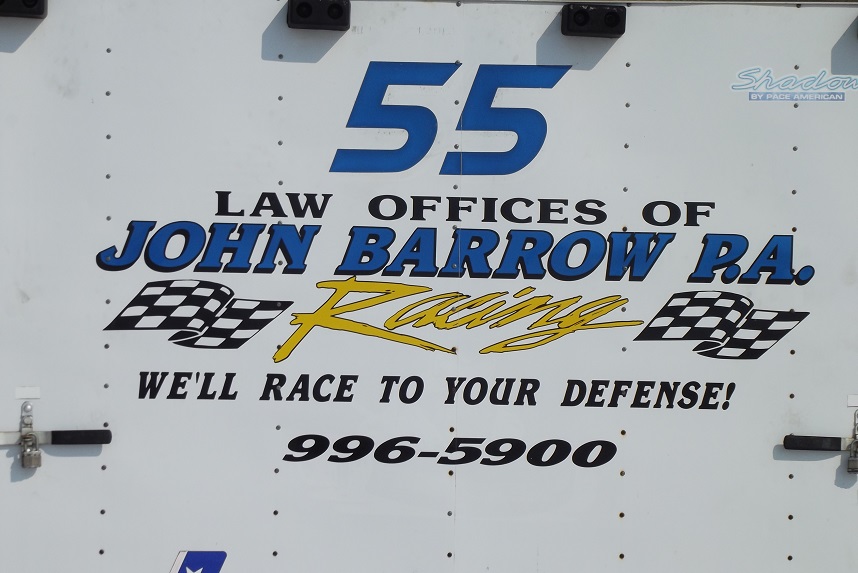 55
Shadow
BY PACE AMERICAN
LAW OFFICES OF
JOHN BARROW P.A.
Racing
WE'LL RACE TO YOUR DEFENSE!
996-5900